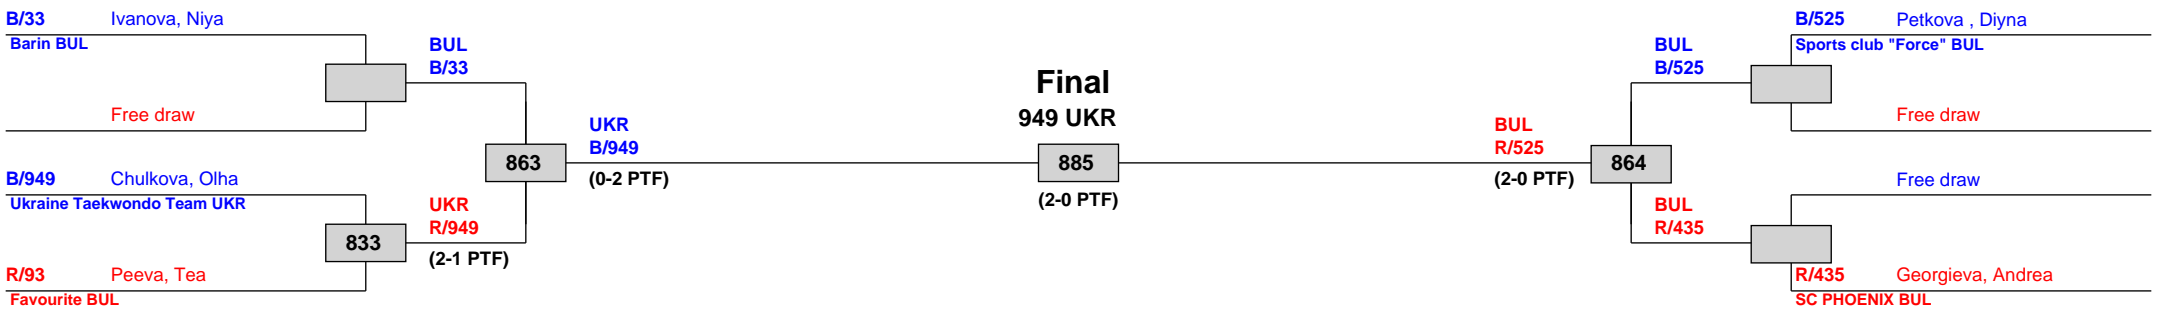 B/33 Ivanova, Niya
Barin BUL
BUL
B/33
Free draw
863
B/949 Chulkova, Olha
Ukraine Taekwondo Team UKR
833
UKR
R/949
(2-1 PTF)
R/93 Peeva, Tea
Favourite BUL
UKR
B/949
(0-2 PTF)
Final
949 UKR
885
(2-0 PTF)
BUL
R/525
(2-0 PTF)
864
BUL
B/525
B/525 Petkova , Diyna
Sports club "Force" BUL
Free draw
Free draw
BUL
R/435
R/435 Georgieva, Andrea
SC PHOENIX BUL